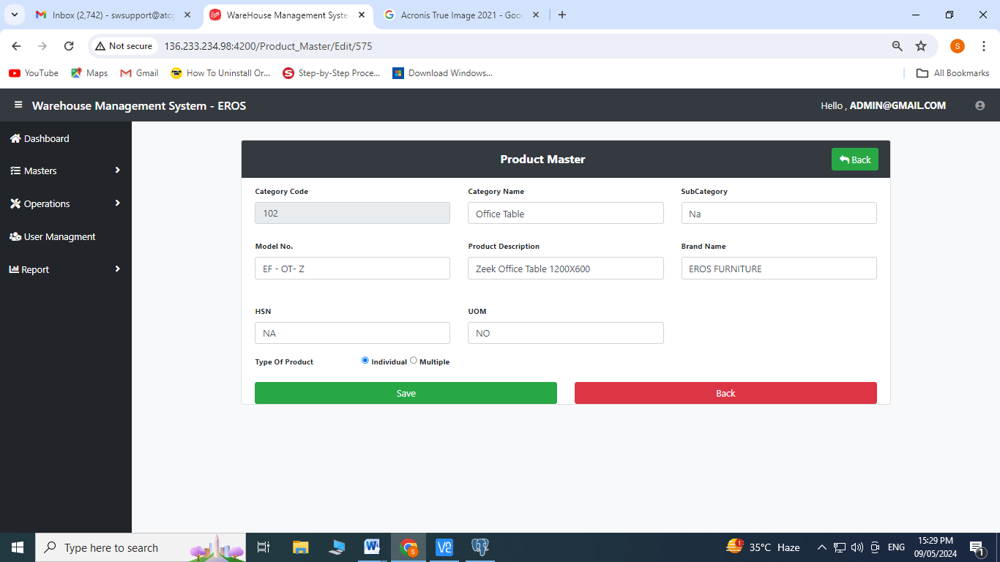 Inbox (2,742) - swsupport@atcg
WareHouse Management Syste
Acronis True Image 2021 - Goo
Not secure
136.233.234.98:4200/Product_Master/Edit/575
S
YouTube
Maps
Gmail
How To Uninstall Or...
Step-by-Step Proce...
Download Windows...
All Bookmarks
Warehouse Management System - EROS
Hello , ADMIN@GMAIL.COM
Dashboard
Masters
Operations
User Managment
Report
Product Master
Back
Category Code
Category Name
SubCategory
102
Office Table
Na
Model No.
Product Description
Brand Name
EF - OT- Z
Zeek Office Table 1200X600
EROS FURNITURE
HSN
UOM
NA
NO
Type Of Product
Individual
Multiple
Save
Back
Type here to search
35°C Haze
ENG
15:29 PM
09/05/2024